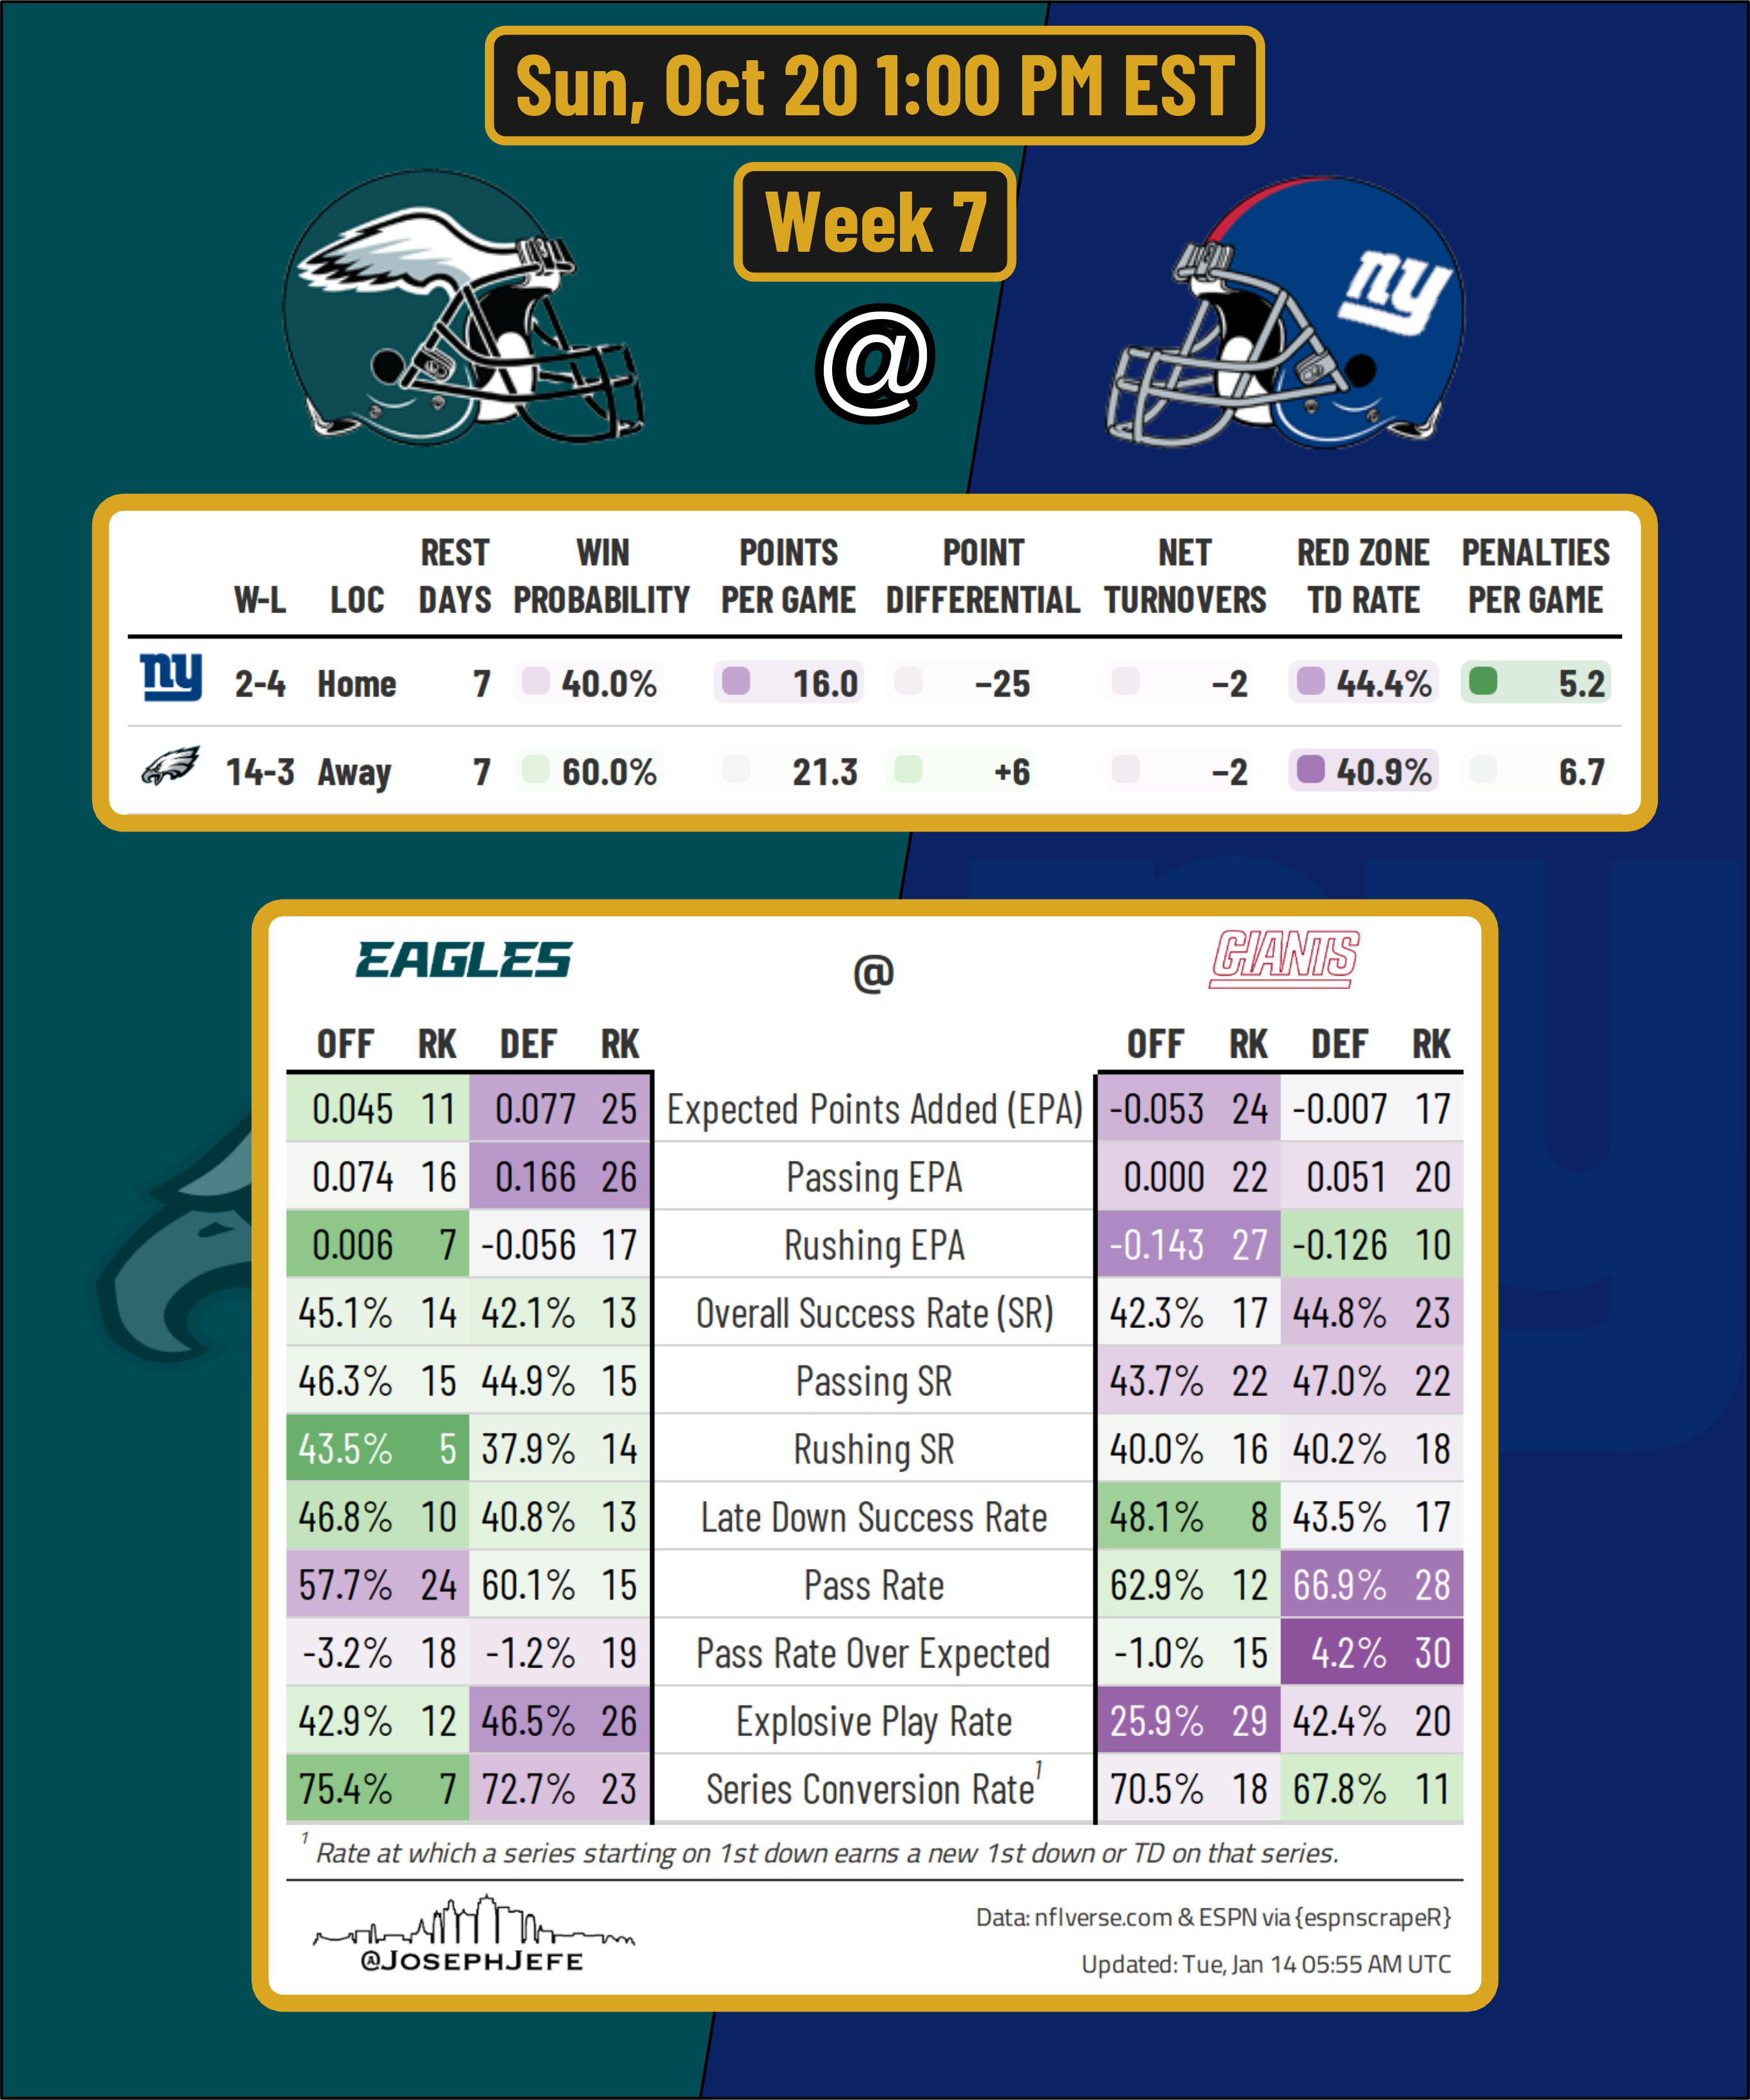 Sun, Oct 20 1:00 PM EST
Week 7
@
ny
W-L LOC REST DAYS WIN PROBABILITY POINTS PER GAME POINT DIFFERENTIAL NET TURNOVERS RED ZONE TD RATE PENALTIES PER GAME
ny 2-4 Home 7 40.0% 16.0 −25 −2 44.4% 5.2
14-3 Away 7 60.0% 21.3 +6 −2 40.9% 6.7
EAGLES @ GIANTS
OFF RK DEF RK OFF RK DEF RK
0.045 11 0.077 25 Expected Points Added (EPA) -0.053 24 -0.007 17
0.074 16 0.166 26 Passing EPA 0.000 22 0.051 20
0.006 7 -0.056 17 Rushing EPA -0.143 27 -0.126 10
45.1% 14 42.1% 13 Overall Success Rate (SR) 42.3% 17 44.8% 23
46.3% 15 44.9% 15 Passing SR 43.7% 22 47.0% 22
43.5% 5 37.9% 14 Rushing SR 40.0% 16 40.2% 18
46.8% 10 40.8% 13 Late Down Success Rate 48.1% 8 43.5% 17
57.7% 24 60.1% 15 Pass Rate 62.9% 12 66.9% 28
-3.2% 18 -1.2% 19 Pass Rate Over Expected -1.0% 15 4.2% 30
42.9% 12 46.5% 26 Explosive Play Rate 25.9% 29 42.4% 20
75.4% 7 72.7% 23 Series Conversion Rate1 70.5% 18 67.8% 11
1 Rate at which a series starting on 1st down earns a new 1st down or TD on that series.
@JOSEPHJEFE
Data: nflverse.com & ESPN via {espnscrapeR}
Updated: Tue, Jan 14 05:55 AM UTC